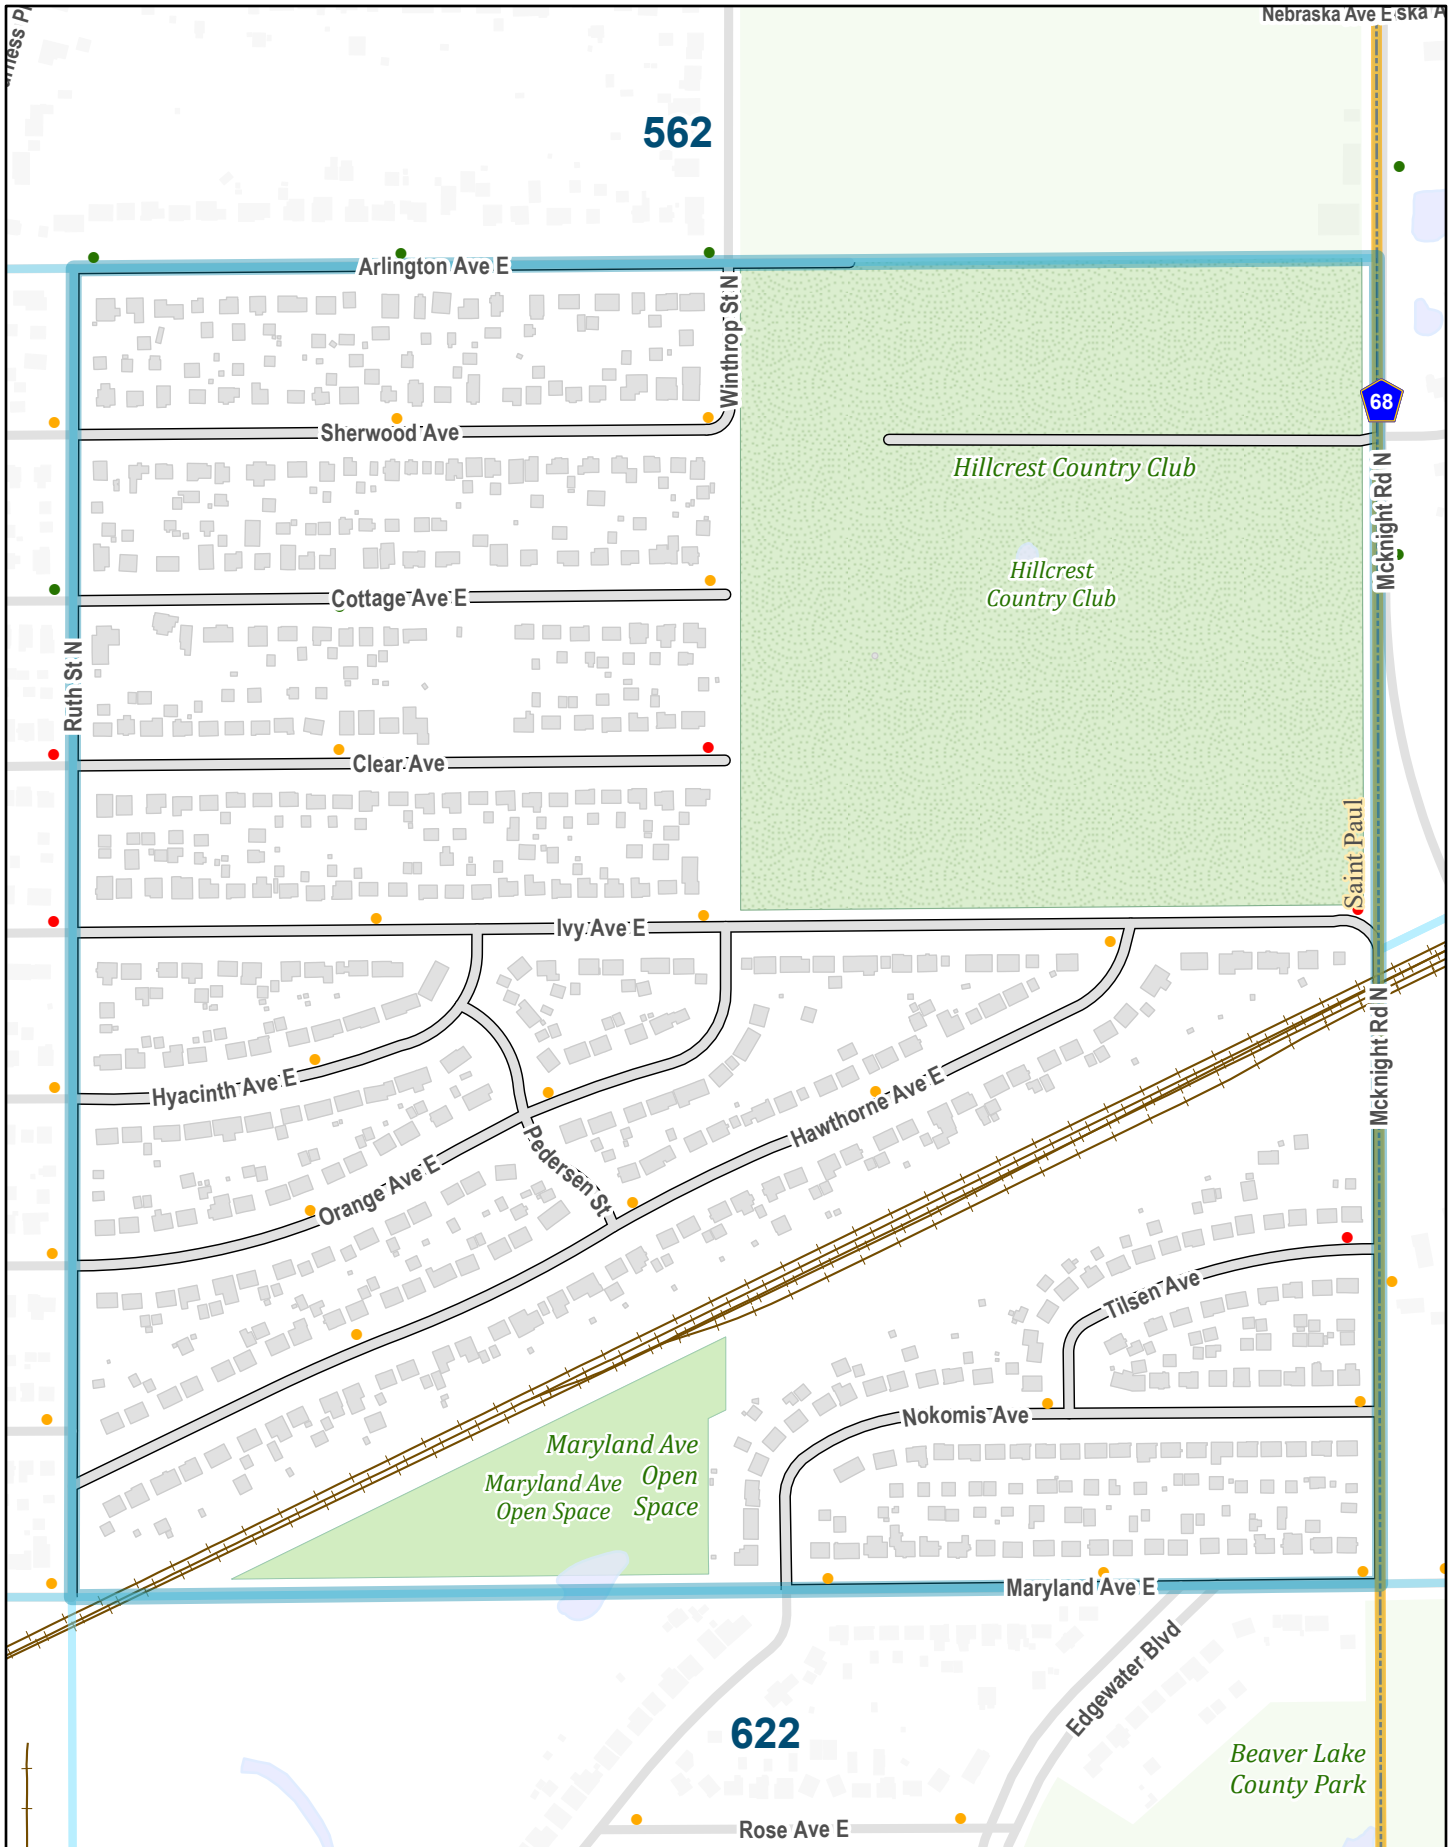 Nebraska Ave E
ska A
562
Arlington Ave E
Winthrop St N
68
Sherwood Ave
Hillcrest Country Club
Mcknight Rd N
Hillcrest
Country Club
Cottage Ave E
Ruth St N
Clear Ave
Saint Paul
Ivy Ave E
Mcknight Rd N
Hyacinth Ave E
Hawthorne Ave E
Pedersen St
Orange Ave E
Tilsen Ave
Nokomis Ave
Maryland Ave
Open
Space
Maryland Ave
Open Space
Maryland Ave E
Edgewater Blvd
622
Beaver Lake
County Park
Rose Ave E